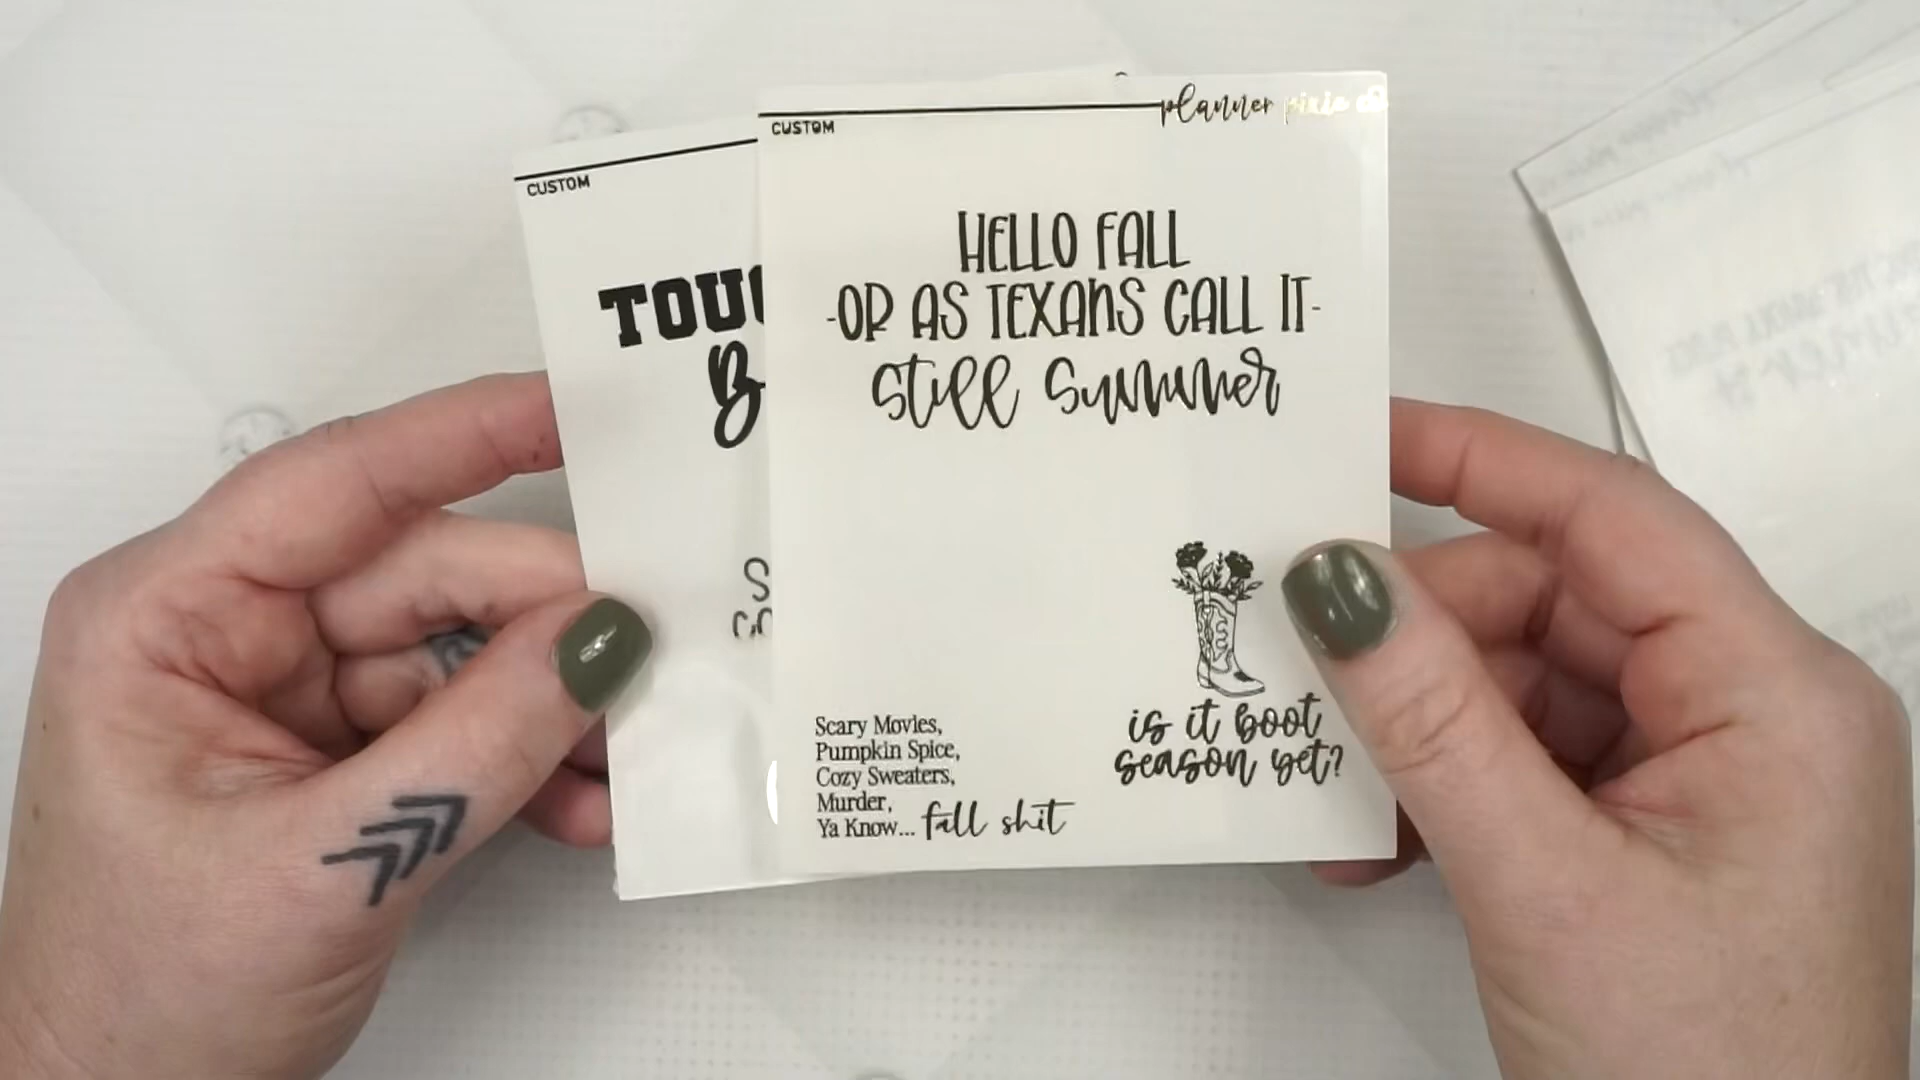 planner pixie co
CUSTOM
HELLO FALL
-OR AS TEXANS CALL IT-
Still Summer
is it boot
season yet?
Scary Movies,
Pumpkin Spice,
Cozy Sweaters,
Murder,
Ya Know... fall shit
CUSTOM